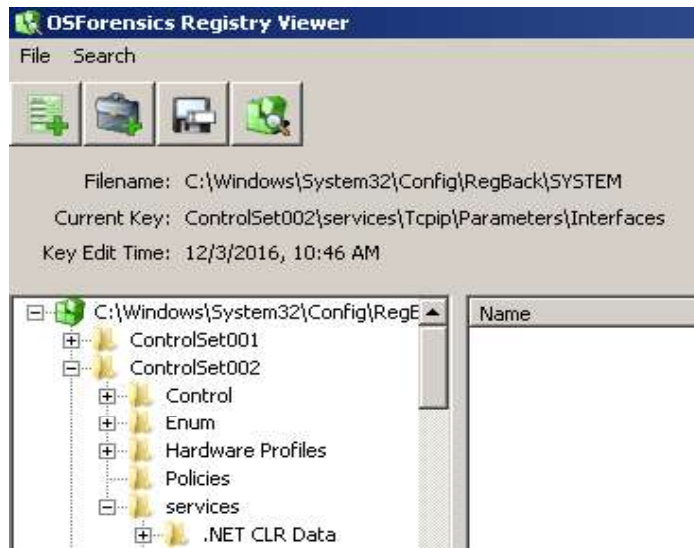 OSForensics Registry Viewer
File Search
Filename: C:\Windows\System32\Config\RegBack\SYSTEM
Current Key: ControlSet002\services\Tcpip\Parameters\Interfaces
Key Edit Time: 12/3/2016, 10:46 AM
C:\Windows\System32\Config\RegE
Name
ControlSet001
ControlSet002
Control
Enum
Hardware Profiles
Policies
services
.NET CLR Data